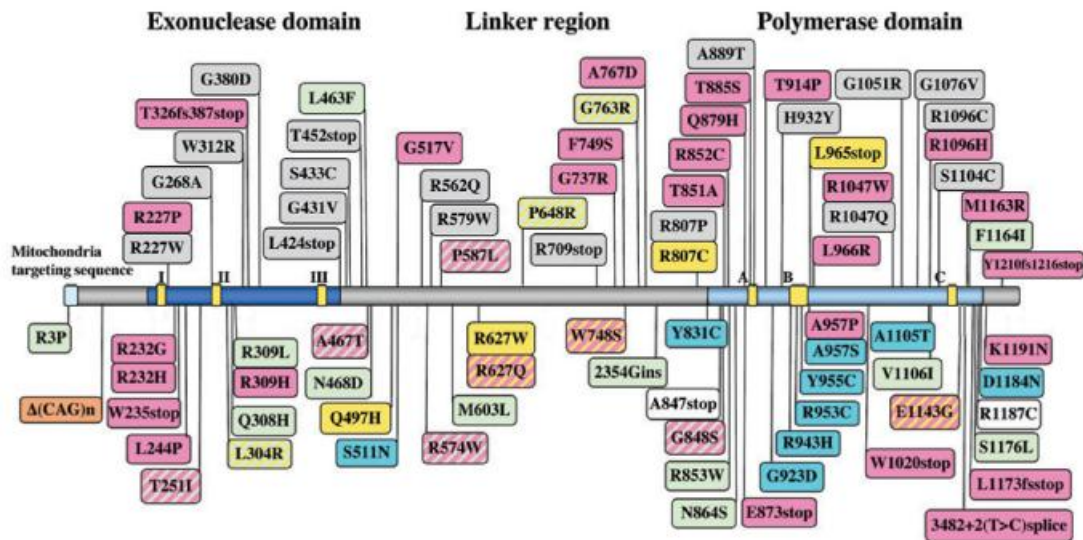 Exonuclease domain
Linker region
Polymerase domain
G380D
T326fs387stop
W312R
G268A
R227P
R227W
L463F
T452stop
S433C
G431V
L424stop
G517V
R562Q
R579W
P587L
A767D
G763R
F749S
G737R
P648R
R709stop
A889T
T885S
Q879H
R852C
T851A
R807P
R807C
T914P
H932Y
L965stop
R1047W
R1047Q
L966R
G1051R
G1076V
R1096C
R1096H
S1104C
M1163R
F1164I
Y1210fs1216stop
Mitochondria
targeting sequence
I
II
III
A
B
C
R3P
Δ(CAG)n
R232G
R232H
W235stop
L244P
T251I
R309L
R309H
Q308H
L304R
A467T
N468D
Q497H
S511N
R627W
R627Q
M603L
R574W
W748S
2354Gins
Y831C
A847stop
G848S
R853W
N864S
E873stop
A957P
A957S
Y955C
R953C
R943H
G923D
A1105T
V1106I
E1143G
W1020stop
K1191N
D1184N
R1187C
S1176L
L1173fsstop
3482+2(T>C)splice